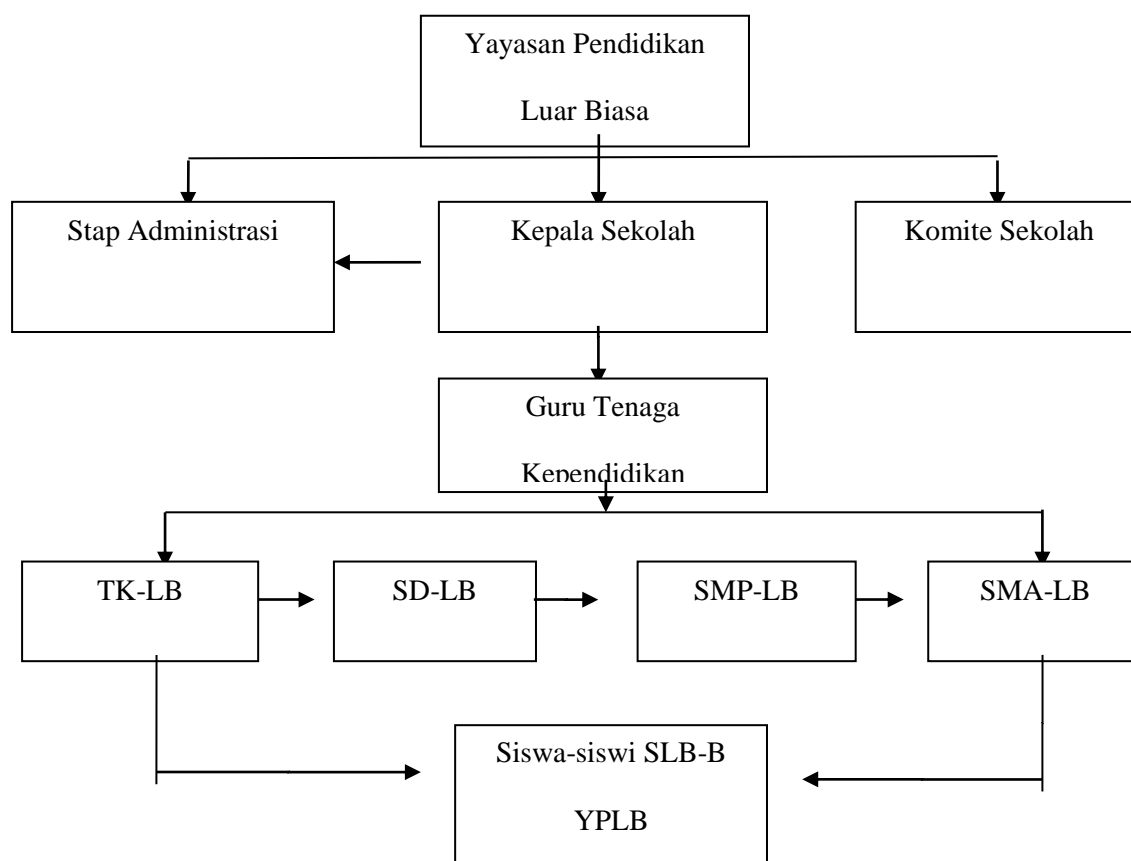 Yayasan Pendidikan
Luar Biasa
Stap Administrasi
Kepala Sekolah
Komite Sekolah
Guru Tenaga
Kependidikan
TK-LB
SD-LB
SMP-LB
SMA-LB
Siswa-siswi SLB-B
YPLB